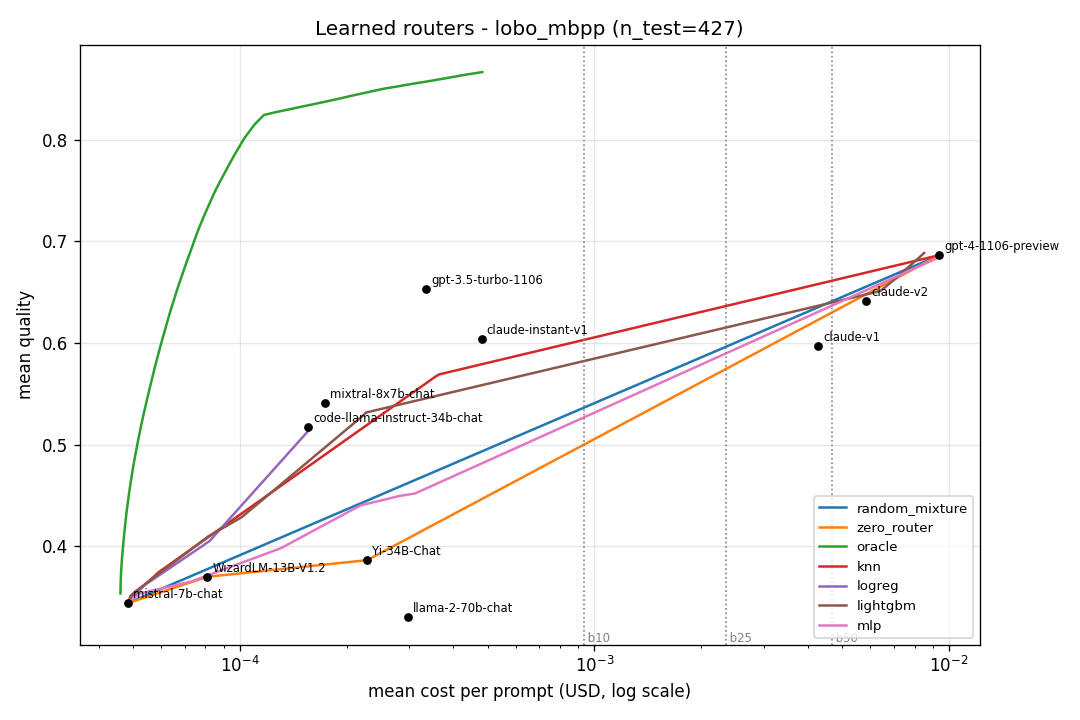 Learned routers - lobo_mbpp (n_test=427)
mean quality
0.8
0.7
0.6
0.5
0.4
gpt-4-1106-preview
gpt-3.5-turbo-1106
claude-v2
claude-instant-v1
claude-v1
mixtral-8x7b-chat
code-llama-instruct-34b-chat
Yi-34B-Chat
WizardLM-13B-V1.2
mistral-7b-chat
llama-2-70b-chat
random_mixture
zero_router
oracle
knn
logreg
lightgbm
mlp
b10
b25
b50
10⁻⁴
10⁻³
10⁻²
mean cost per prompt (USD, log scale)